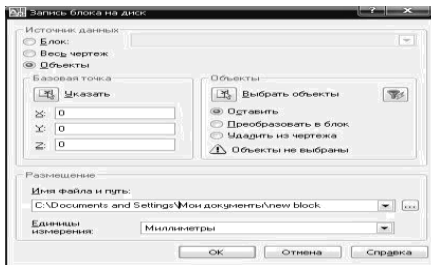 Запись блока на диск
Источник данных
Блок:
Весь чертеж
Объекты
Базовая точка
Указать
X: 0
Y: 0
Z: 0
Объекты
Выбрать объекты
Оставить
Преобразовать в блок
Удалить из чертежа
Объекты не выбраны
Размещение
Имя файла и путь:
C:\Documents and Settings\Мои документы\new block
...
Единицы измерения: Миллиметры
ОК Отмена Справка